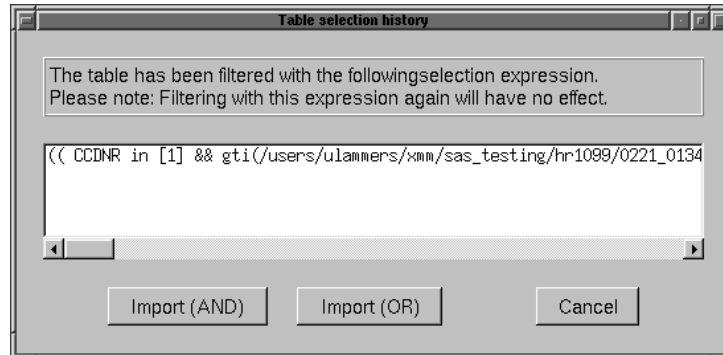 Table selection history
The table has been filtered with the followingselection expression.
Please note: Filtering with this expression again will have no effect.
(( CCDNR in [1] && gti(/users/ulammers/xmm/sas_testing/hr1099/0221_0134
Import (AND) Import (OR) Cancel